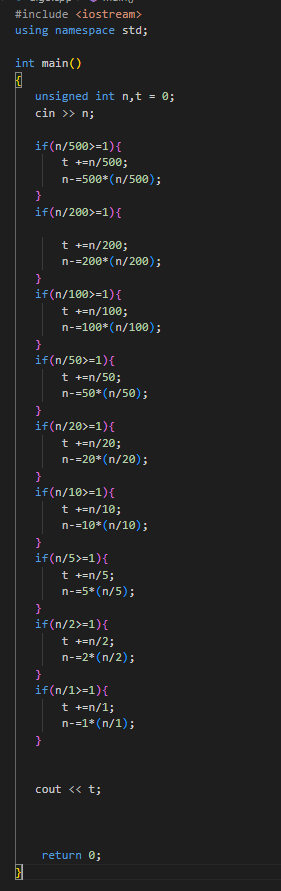 #include <iostream>
using namespace std;
int main()
{
unsigned int n,t = 0;
cin >> n;
if(n/500>=1){
t +=n/500;
n-=500*(n/500);
}
if(n/200>=1){
t +=n/200;
n-=200*(n/200);
}
if(n/100>=1){
t +=n/100;
n-=100*(n/100);
}
if(n/50>=1){
t +=n/50;
n-=50*(n/50);
}
if(n/20>=1){
t +=n/20;
n-=20*(n/20);
}
if(n/10>=1){
t +=n/10;
n-=10*(n/10);
}
if(n/5>=1){
t +=n/5;
n-=5*(n/5);
}
if(n/2>=1){
t +=n/2;
n-=2*(n/2);
}
if(n/1>=1){
t +=n/1;
n-=1*(n/1);
}
cout << t;
return 0;
}